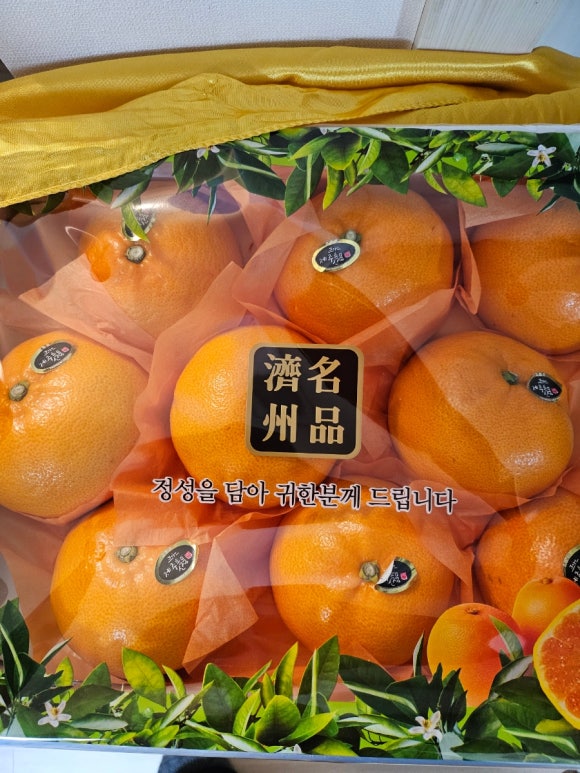 濟名
州品
정성을 담아 귀한분께 드립니다